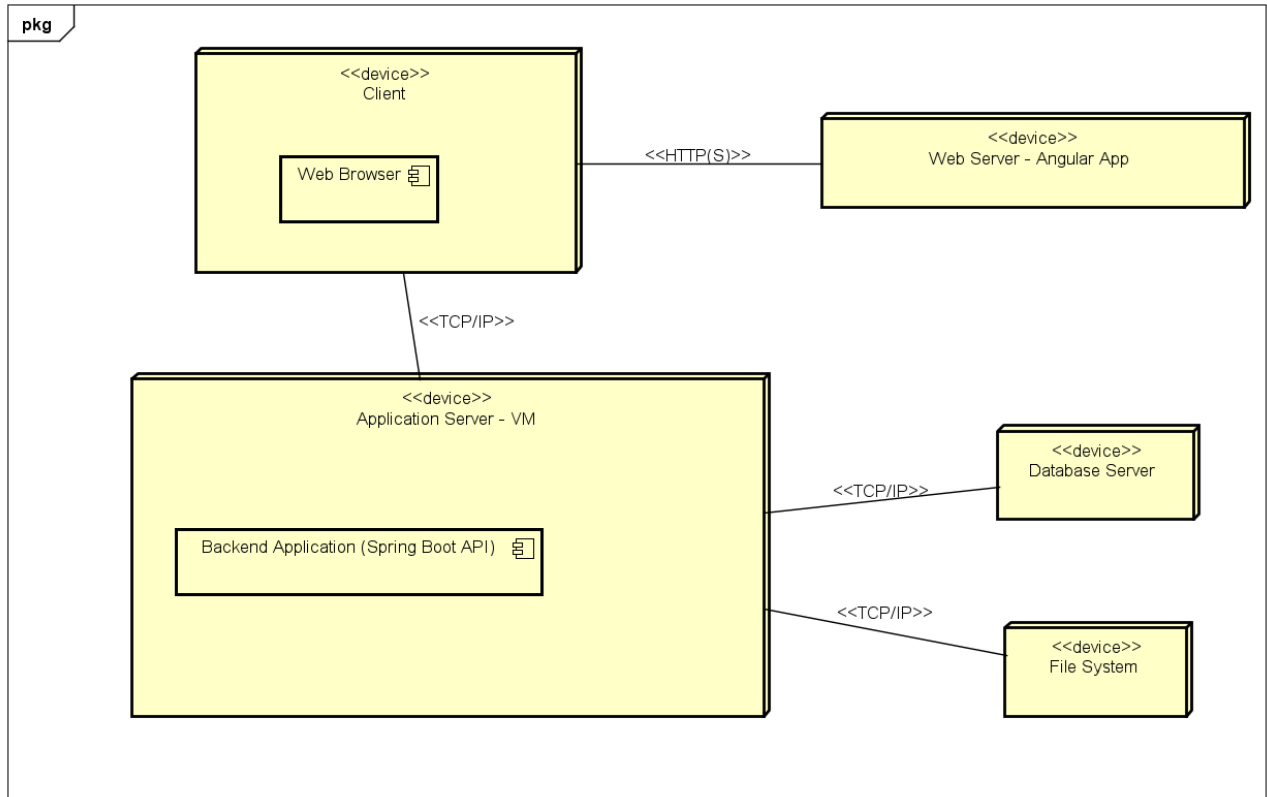 pkg
<<device>>
Client
Web Browser
<<HTTP(S)>>
<<device>>
Web Server - Angular App
<<TCP/IP>>
<<device>>
Application Server - VM
Backend Application (Spring Boot API)
<<TCP/IP>>
<<device>>
Database Server
<<TCP/IP>>
<<device>>
File System